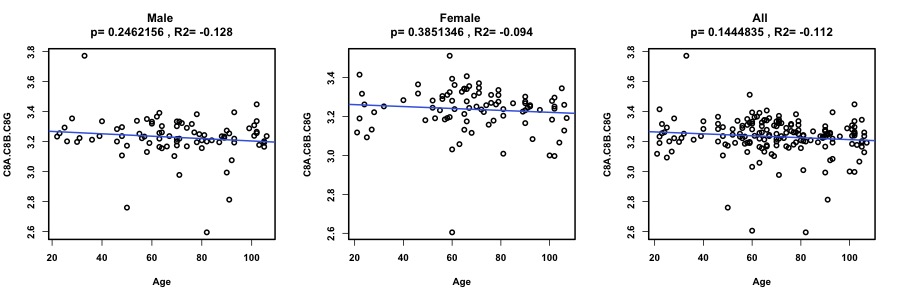 Male
p= 0.2462156 , R2= -0.128
C8A.C8B.C8G
3.8
3.6
3.4
3.2
3.0
2.8
2.6
20 40 60 80 100
Age
Female
p= 0.3851346 , R2= -0.094
C8A.C8B.C8G
3.4
3.2
3.0
2.8
2.6
20 40 60 80 100
Age
All
p= 0.1444835 , R2= -0.112
C8A.C8B.C8G
3.8
3.6
3.4
3.2
3.0
2.8
2.6
20 40 60 80 100
Age